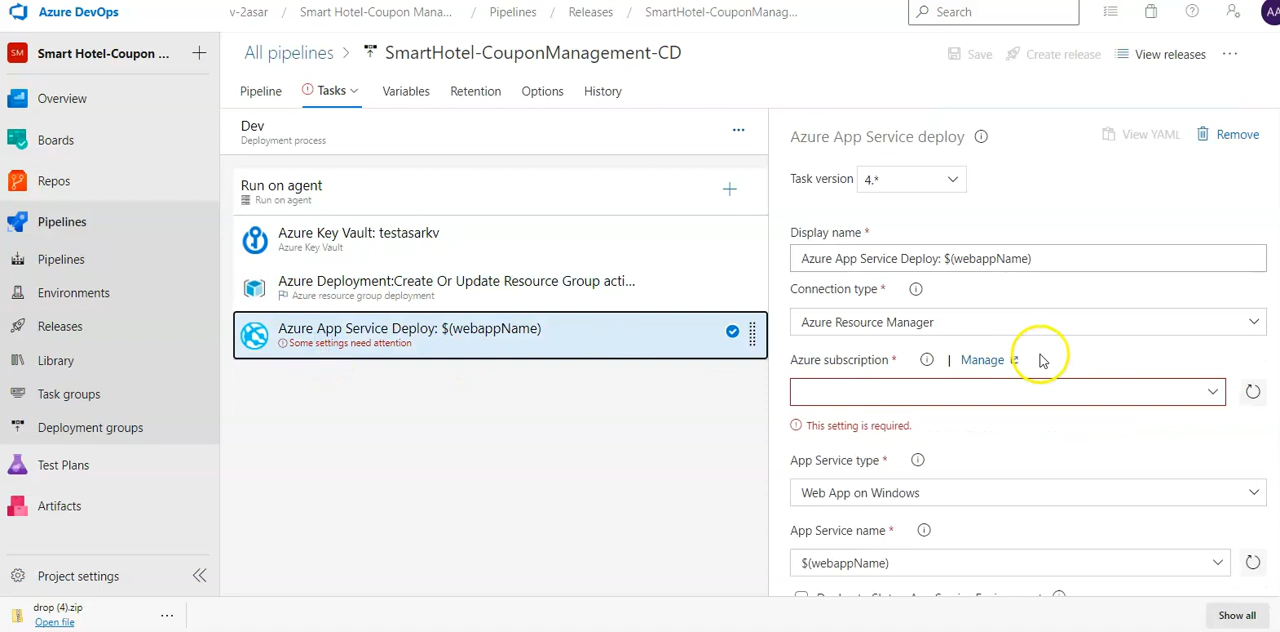 Azure DevOps
v-2asar / Smart Hotel-Coupon Mana... / Pipelines / Releases / SmartHotel-CouponManag...
Search
AA
SM
Smart Hotel-Coupon ...
All pipelines > SmartHotel-CouponManagement-CD
Save
Create release
View releases
Pipeline
Tasks
Variables
Retention
Options
History
Overview
Boards
Repos
Pipelines
Pipelines
Environments
Releases
Library
Task groups
Deployment groups
Test Plans
Artifacts
Project settings
Dev
Deployment process
Run on agent
Run on agent
Azure Key Vault: testasarkv
Azure Key Vault
Azure Deployment:Create Or Update Resource Group acti...
Azure resource group deployment
Azure App Service Deploy: $(webappName)
Some settings need attention
Azure App Service deploy
View YAML
Remove
Task version
4.*
Display name *
Azure App Service Deploy: $(webappName)
Connection type *
Azure Resource Manager
Azure subscription * | Manage
This setting is required.
App Service type *
Web App on Windows
App Service name *
$(webappName)
drop (4).zip
Open file
Show all